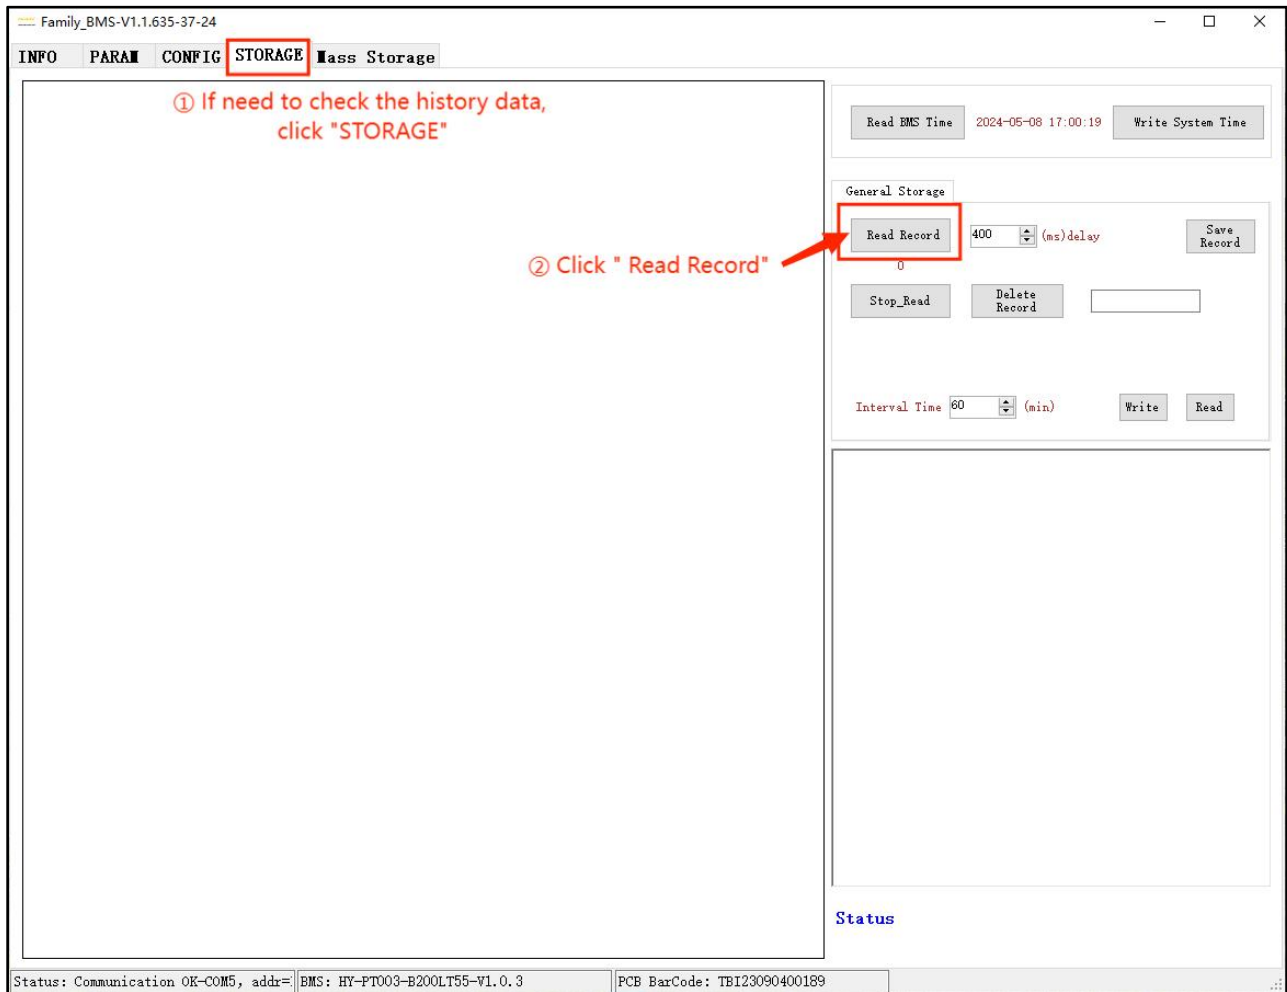 Family_BMS-V1.1.635-37-24
INFO PARAM CONFIG STORAGE Mass Storage
① If need to check the history data,
click "STORAGE"
Read BMS Time 2024-05-08 17:00:19 Write System Time
General Storage
Read Record 400 (ms)delay Save
Record
② Click " Read Record"
0
Stop_Read Delete
Record
Interval Time 60 (min) Write Read
Status
Status: Communication OK-COM5, addr= BMS: HY-PT003-B200LT55-V1.0.3 PCB BarCode: TBI23090400189